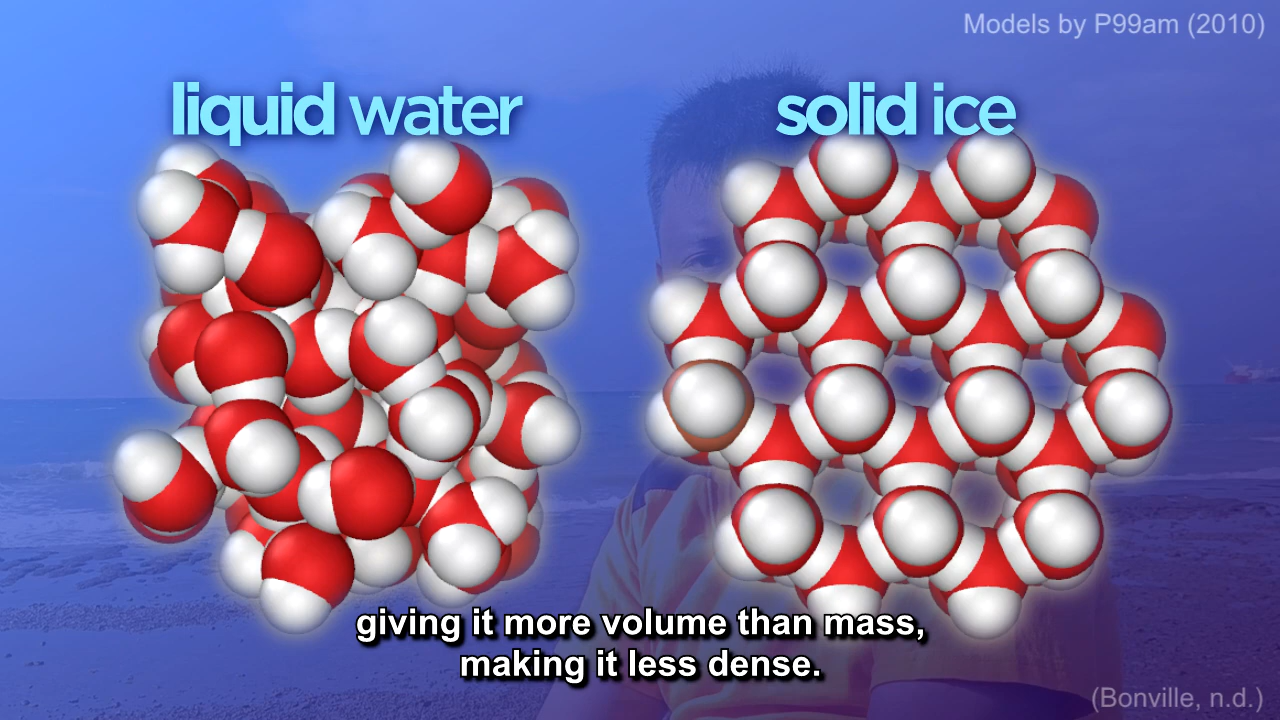 Models by P99am (2010)
liquid water
solid ice
giving it more volume than mass,
making it less dense.
(Bonville, n.d.)